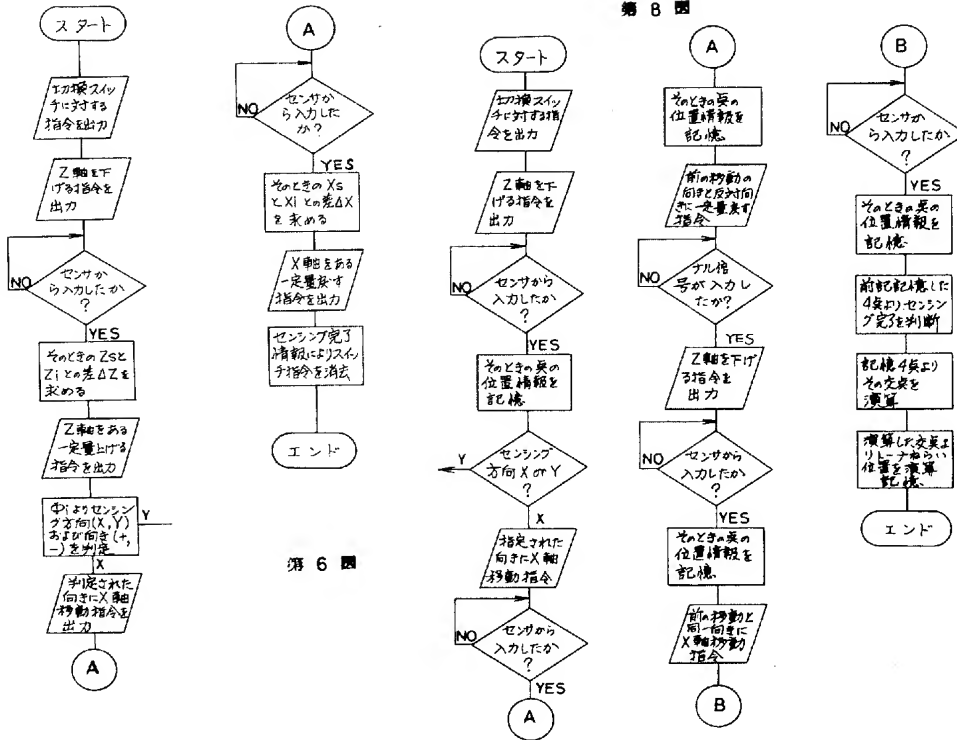 スタート
切換スイッ
チに対する
指令を出力
Z軸を下
げる指令を
出力
センサか
ら入力したか
?
NO
YES
そのときのZsと
Ziとの差ΔZを
求める
Z軸をある
一定量上げる
指令を出力
Φiよりセンシン
グ方向(X,Y)
および向き(+,
-)を判定
Y
X
判定された
向きにX軸
移動指令を
出力
A
A
センサか
ら入力した
か?
NO
YES
そのときのXs
とXiとの差ΔX
を求める
X軸をある
一定量戻す
指令を出力
センシング完了
情報によりスイッ
チ指令を消去
エンド
第6図
第8図
スタート
切換スイッ
チに対する指
令を出力
Z軸を下
げる指令を
出力
センサから
入力したか
?
NO
YES
そのときの点の
位置情報を
記憶
センシング
方向X or Y
?
Y
X
指定された
向きにX軸
移動指令
センサから
入力したか
?
NO
YES
A
A
そのときの点の
位置情報を
記憶
前の移動の
向きと反対向
きに一定量戻す
指令
ナル信
号が入力し
たか?
YES
Z軸を下げ
る指令を
出力
センサから
入力したか
?
NO
YES
そのときの点の
位置情報を
記憶
前の移動と
同一向きに
X軸移動
指令
B
B
センサか
ら入力したか
?
NO
YES
そのときの点の
位置情報を
記憶
前記記憶した
4点よりセンシン
グ完了を判断
記憶4点より
その交点を
演算
演算した交点よ
りトーチねらい
位置を演算
記憶
エンド